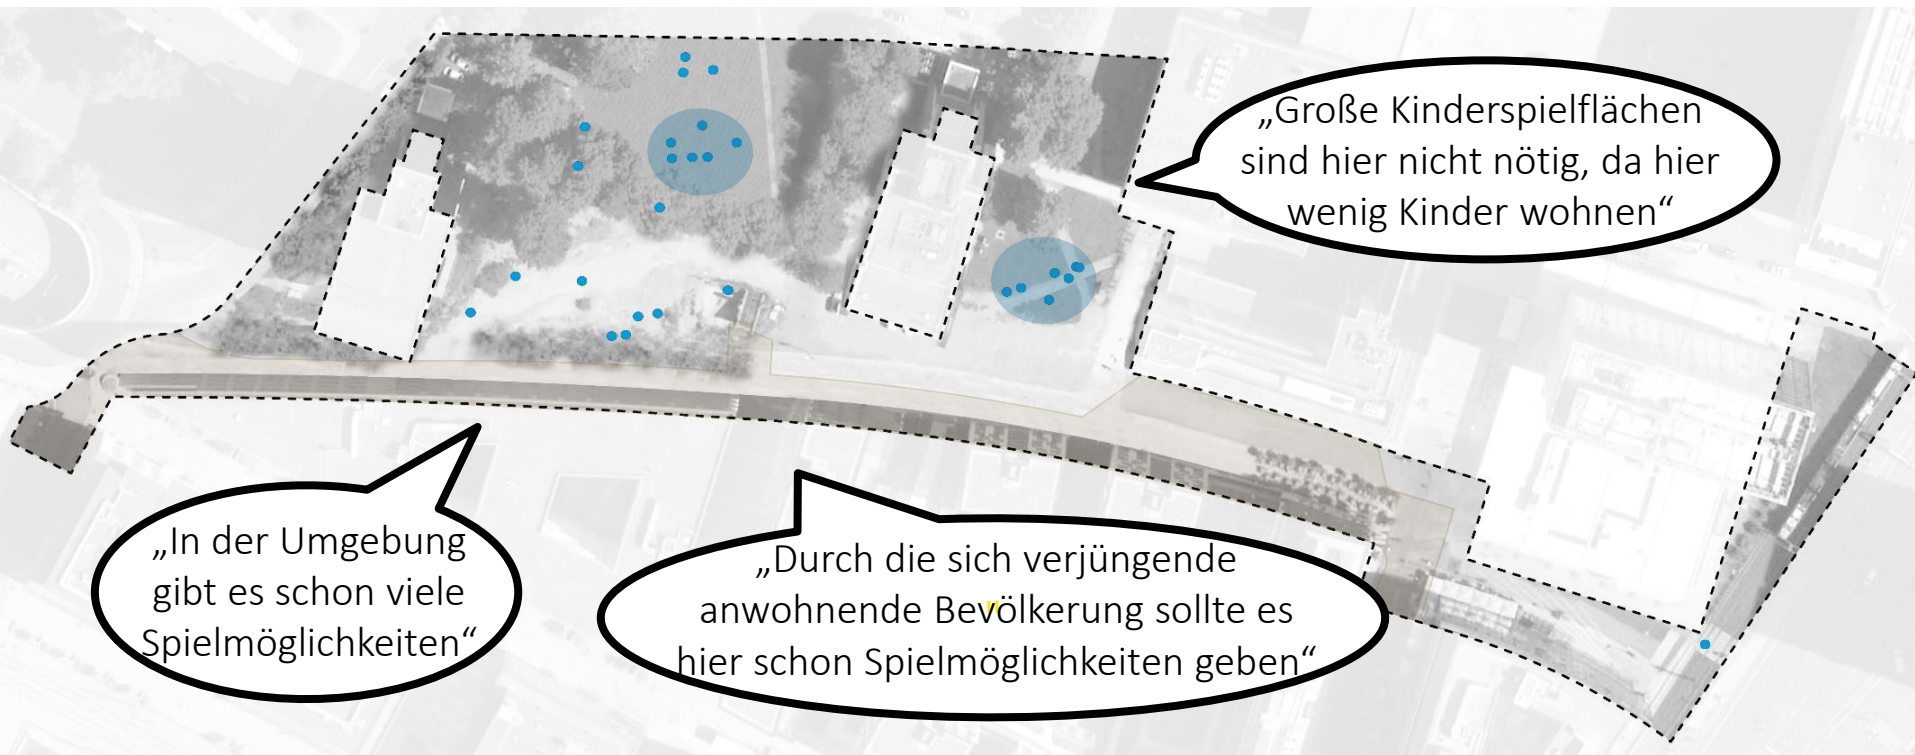 „Große Kinderspielflächen
sind hier nicht nötig, da hier
wenig Kinder wohnen“
„In der Umgebung
gibt es schon viele
Spielmöglichkeiten“
„Durch die sich verjüngende
anwohnende Bevölkerung sollte es
hier schon Spielmöglichkeiten geben“